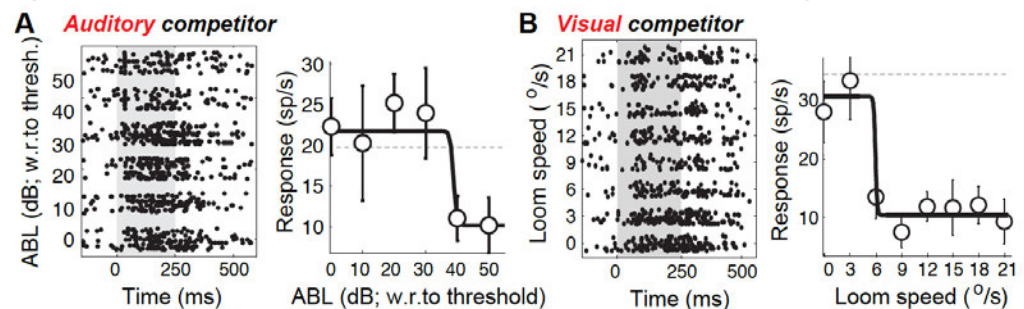 A Auditory competitor
ABL (dB; w.r.to thresh.)
50
40
30
20
10
0
0 250 500
Time (ms)
Response (sp/s)
30
25
20
15
10
0 10 20 30 40 50
ABL (dB; w.r.to threshold)
B Visual competitor
Loom speed (°/s)
21
18
15
12
9
6
3
0
0 250 500
Time (ms)
Response (sp/s)
30
20
10
0 3 6 9 12 15 18 21
Loom speed (°/s)